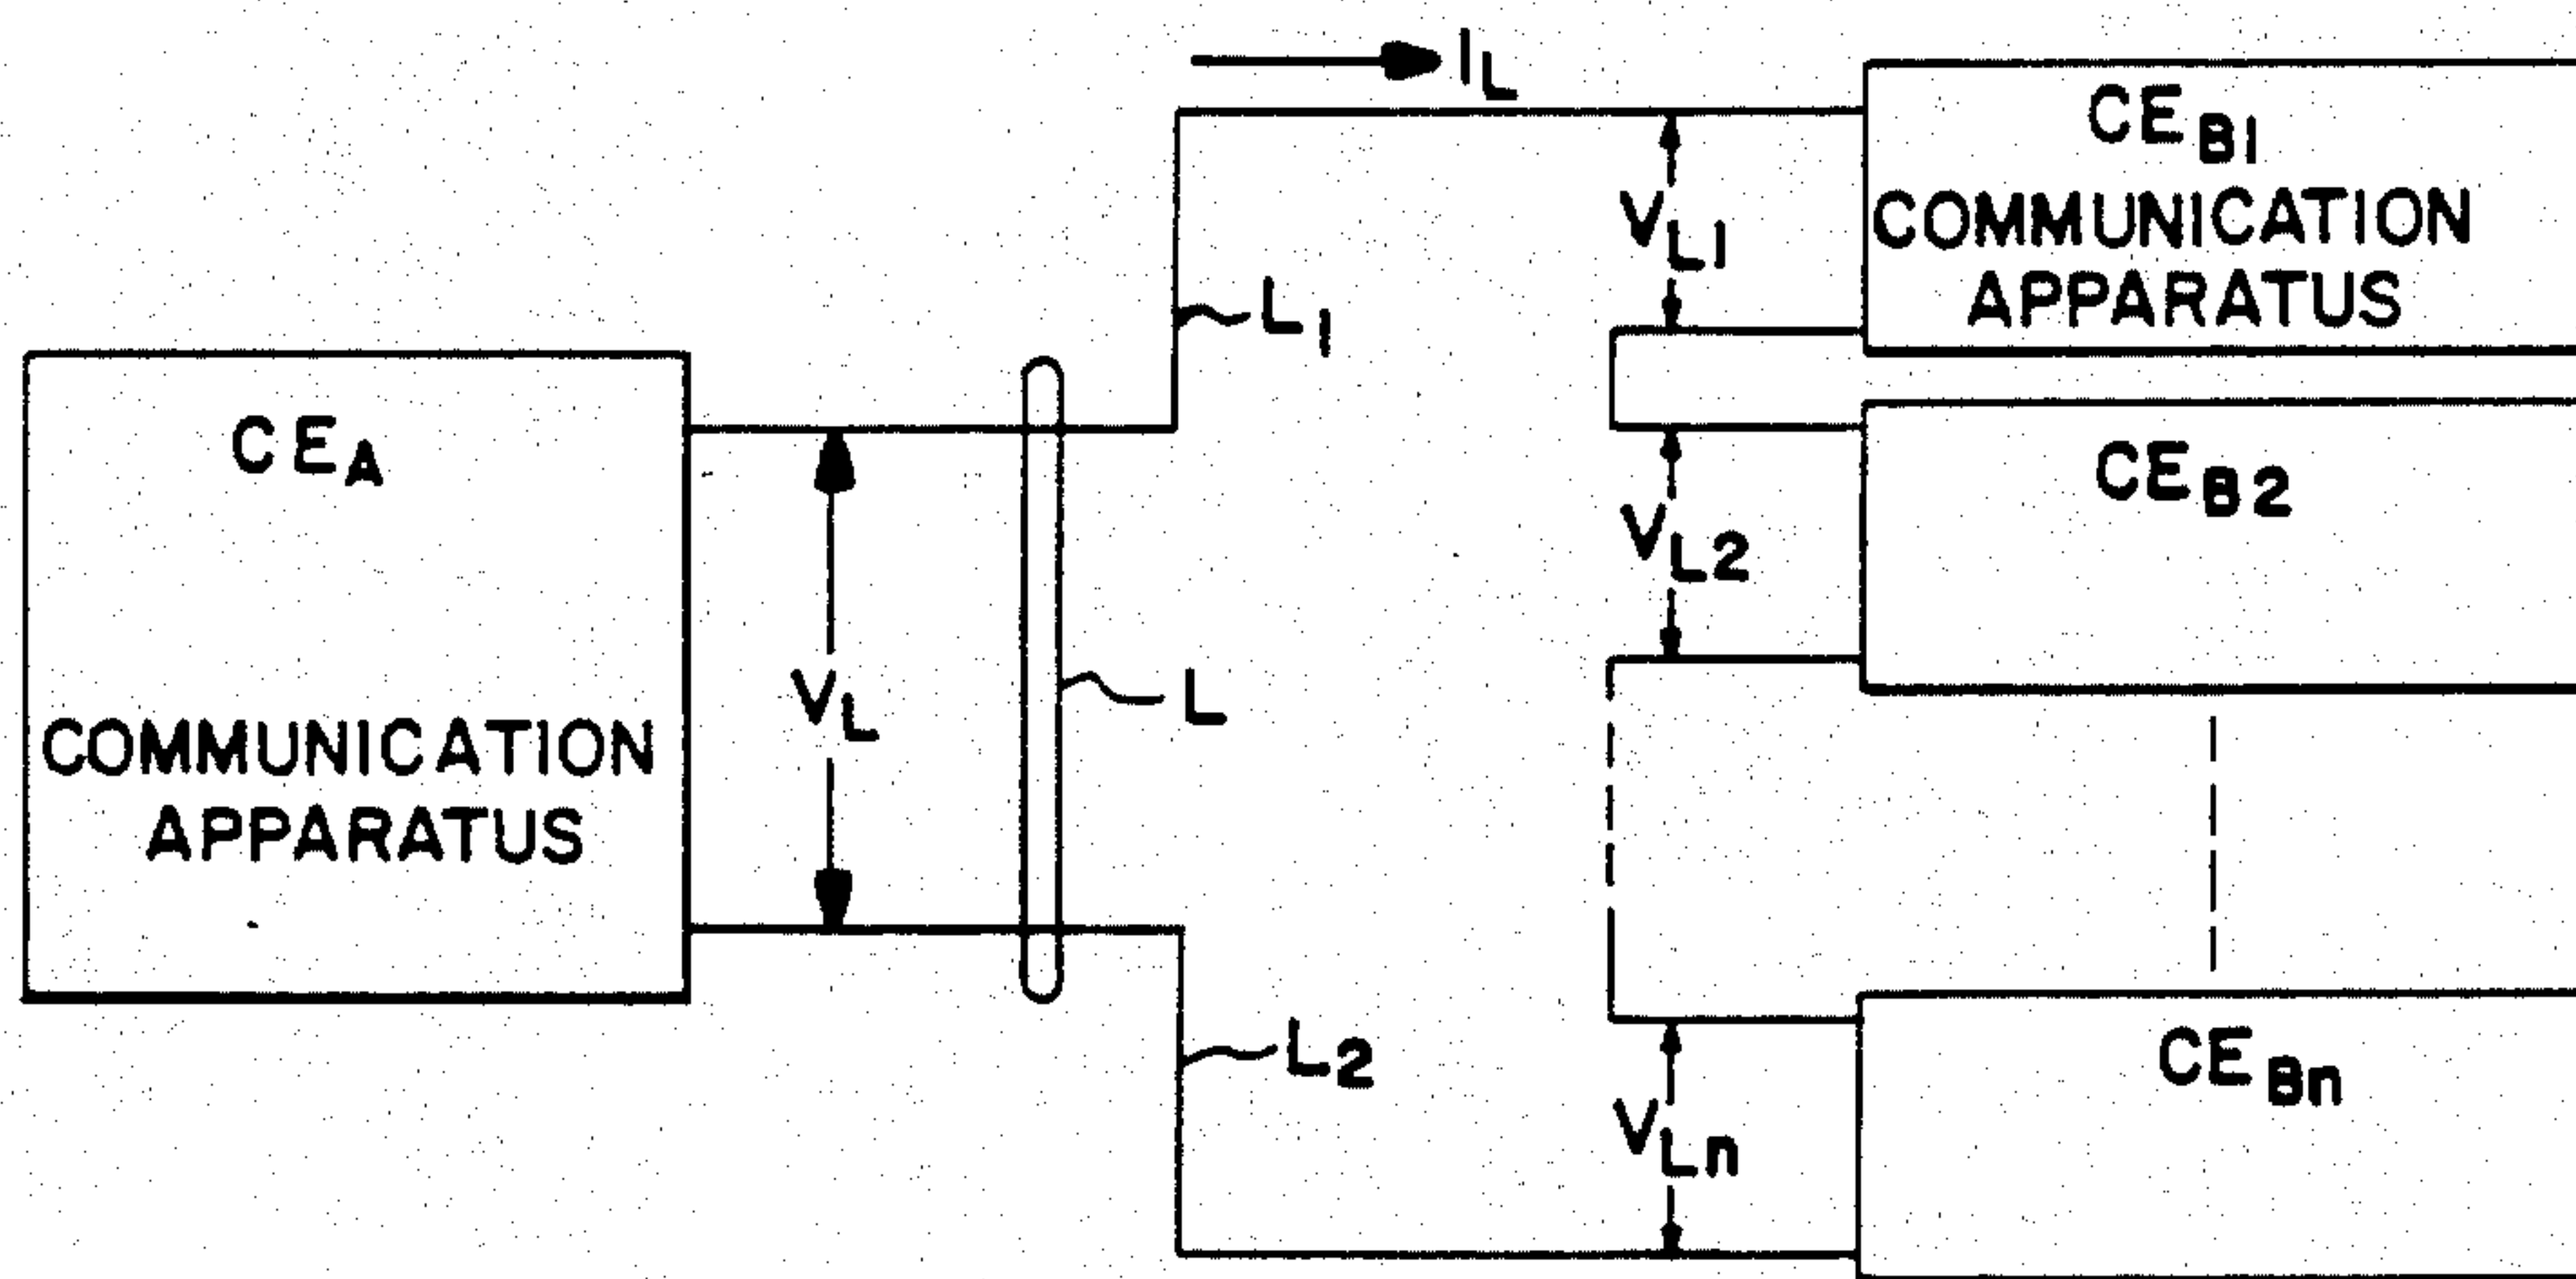 I_L
CE_B1
COMMUNICATION
APPARATUS
V_L1
L_1
CE_A
CE_B2
V_L2
V_L
L
COMMUNICATION
APPARATUS
L_2
CE_Bn
V_Ln